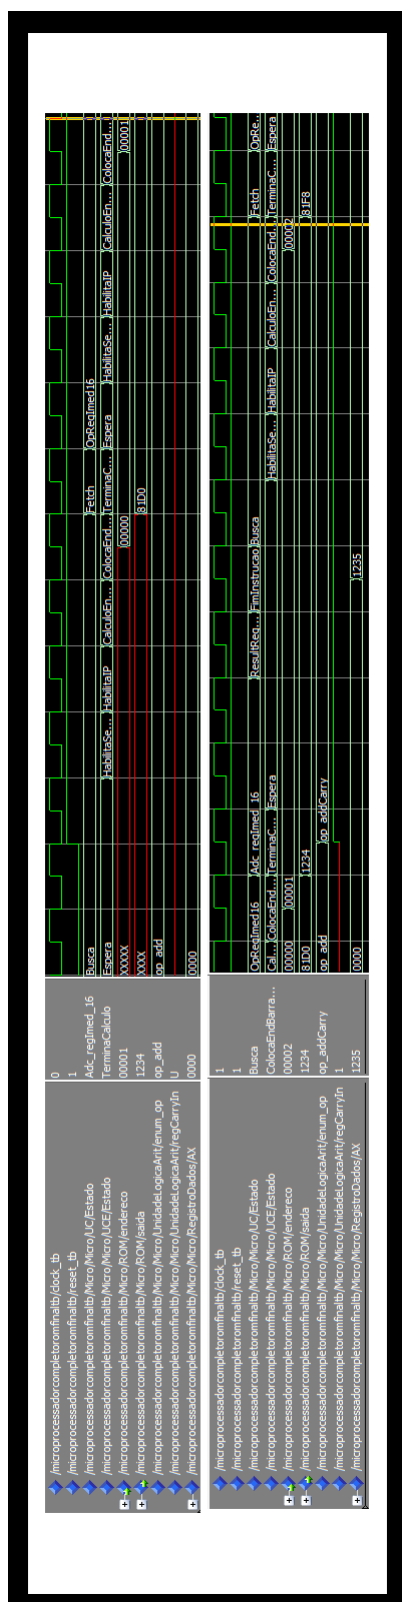 /microprocessadorcompletoromfinaltb/clock_tb 0
/microprocessadorcompletoromfinaltb/reset_tb 1
/microprocessadorcompletoromfinaltb/Micro/Micro/UC/Estado Adc_regImed_16 Busca Fetch OpRegImed16
/microprocessadorcompletoromfinaltb/Micro/Micro/UCE/Estado TerminaCalculo Espera HabilitaSe... HabilitaIP CalculoEn... ColocaEnd... TerminaC... Espera HabilitaSe... HabilitaIP CalculoEn... ColocaEnd...
/microprocessadorcompletoromfinaltb/Micro/ROM/endereco 00001 XXXXX 00000 00001
/microprocessadorcompletoromfinaltb/Micro/ROM/saida 1234 XXXX 81D0
/microprocessadorcompletoromfinaltb/Micro/Micro/UnidadeLogicaArit/enum_op op_add op_add
/microprocessadorcompletoromfinaltb/Micro/Micro/UnidadeLogicaArit/regCarryIn U
/microprocessadorcompletoromfinaltb/Micro/Micro/RegistroDados/AX 0000 0000
/microprocessadorcompletoromfinaltb/clock_tb 1
/microprocessadorcompletoromfinaltb/reset_tb 1
/microprocessadorcompletoromfinaltb/Micro/Micro/UC/Estado Busca OpRegImed16 Adc_regImed_16 ResultReg... FimInstrucao Busca Fetch OpRe...
/microprocessadorcompletoromfinaltb/Micro/Micro/UCE/Estado ColocaEndBarra... Cal... ColocaEnd... TerminaC... Espera HabilitaSe... HabilitaIP CalculoEn... ColocaEnd... TerminaC... Espera
/microprocessadorcompletoromfinaltb/Micro/ROM/endereco 00002 00000 00001 00002
/microprocessadorcompletoromfinaltb/Micro/ROM/saida 1234 81D0 1234 81F8
/microprocessadorcompletoromfinaltb/Micro/Micro/UnidadeLogicaArit/enum_op op_addCarry op_add op_addCarry
/microprocessadorcompletoromfinaltb/Micro/Micro/UnidadeLogicaArit/regCarryIn 1
/microprocessadorcompletoromfinaltb/Micro/Micro/RegistroDados/AX 1235 0000 1235